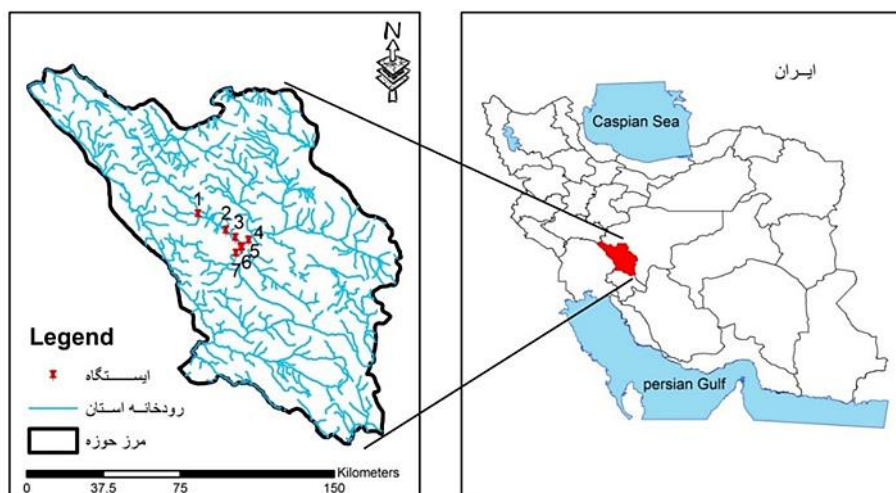 N
1
2
3
4
5
6
7
Legend
ایستگاه
رودخانه استان
مرز حوزه
Kilometers
0 37.5 75 150
ایران
Caspian Sea
persian Gulf